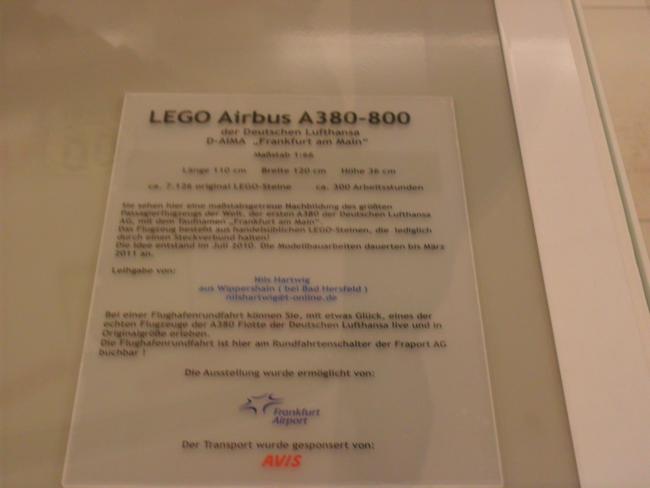 LEGO Airbus A380-800
der Deutschen Lufthansa
D-AIMA „Frankfurt am Main"
Maßstab 1:66
Länge 110 cm Breite 120 cm Höhe 36 cm
ca. 7.126 original LEGO-Steine ca. 300 Arbeitsstunden
Sie sehen hier eine maßstabsgetreue Nachbildung des größten
Passagierflugzeugs der Welt, der ersten A380 der Deutschen Lufthansa
AG, mit dem Taufnamen „Frankfurt am Main".
Das Flugzeug besteht aus handelsüblichen LEGO-Steinen, die lediglich
durch einen Steckverbund halten!
Die Idee entstand im Juli 2010. Die Modellbauarbeiten dauerten bis März
2011 an.
Leihgabe von:
Nils Hartwig
aus Wippershain ( bei Bad Hersfeld )
nilshartwig@t-online.de
Bei einer Flughafenrundfahrt können Sie, mit etwas Glück, eines der
echten Flugzeuge der A380 Flotte der Deutschen Lufthansa live und in
Originalgröße erleben.
Die Flughafenrundfahrt ist hier am Rundfahrtenschalter der Fraport AG
buchbar !
Die Ausstellung wurde ermöglicht von:
Frankfurt
Airport
Der Transport wurde gesponsert von:
AVIS